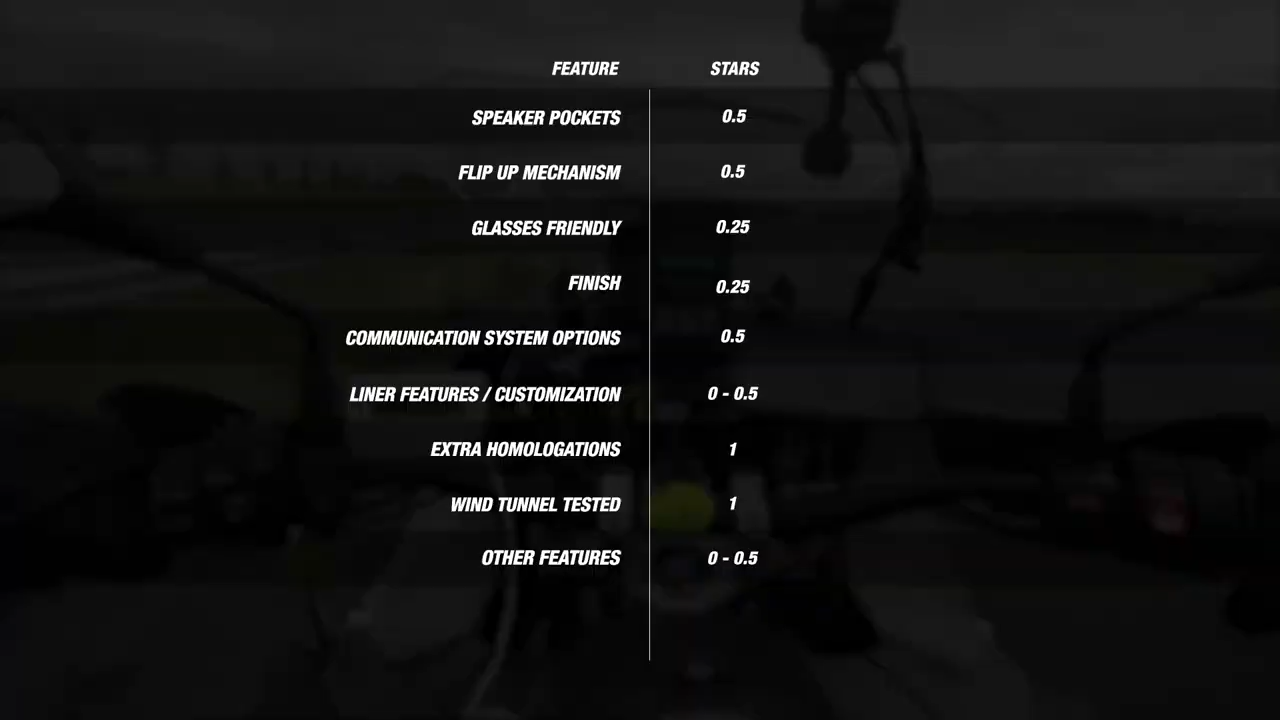 FEATURE STARS
SPEAKER POCKETS 0.5
FLIP UP MECHANISM 0.5
GLASSES FRIENDLY 0.25
FINISH 0.25
COMMUNICATION SYSTEM OPTIONS 0.5
LINER FEATURES / CUSTOMIZATION 0 - 0.5
EXTRA HOMOLOGATIONS 1
WIND TUNNEL TESTED 1
OTHER FEATURES 0 - 0.5